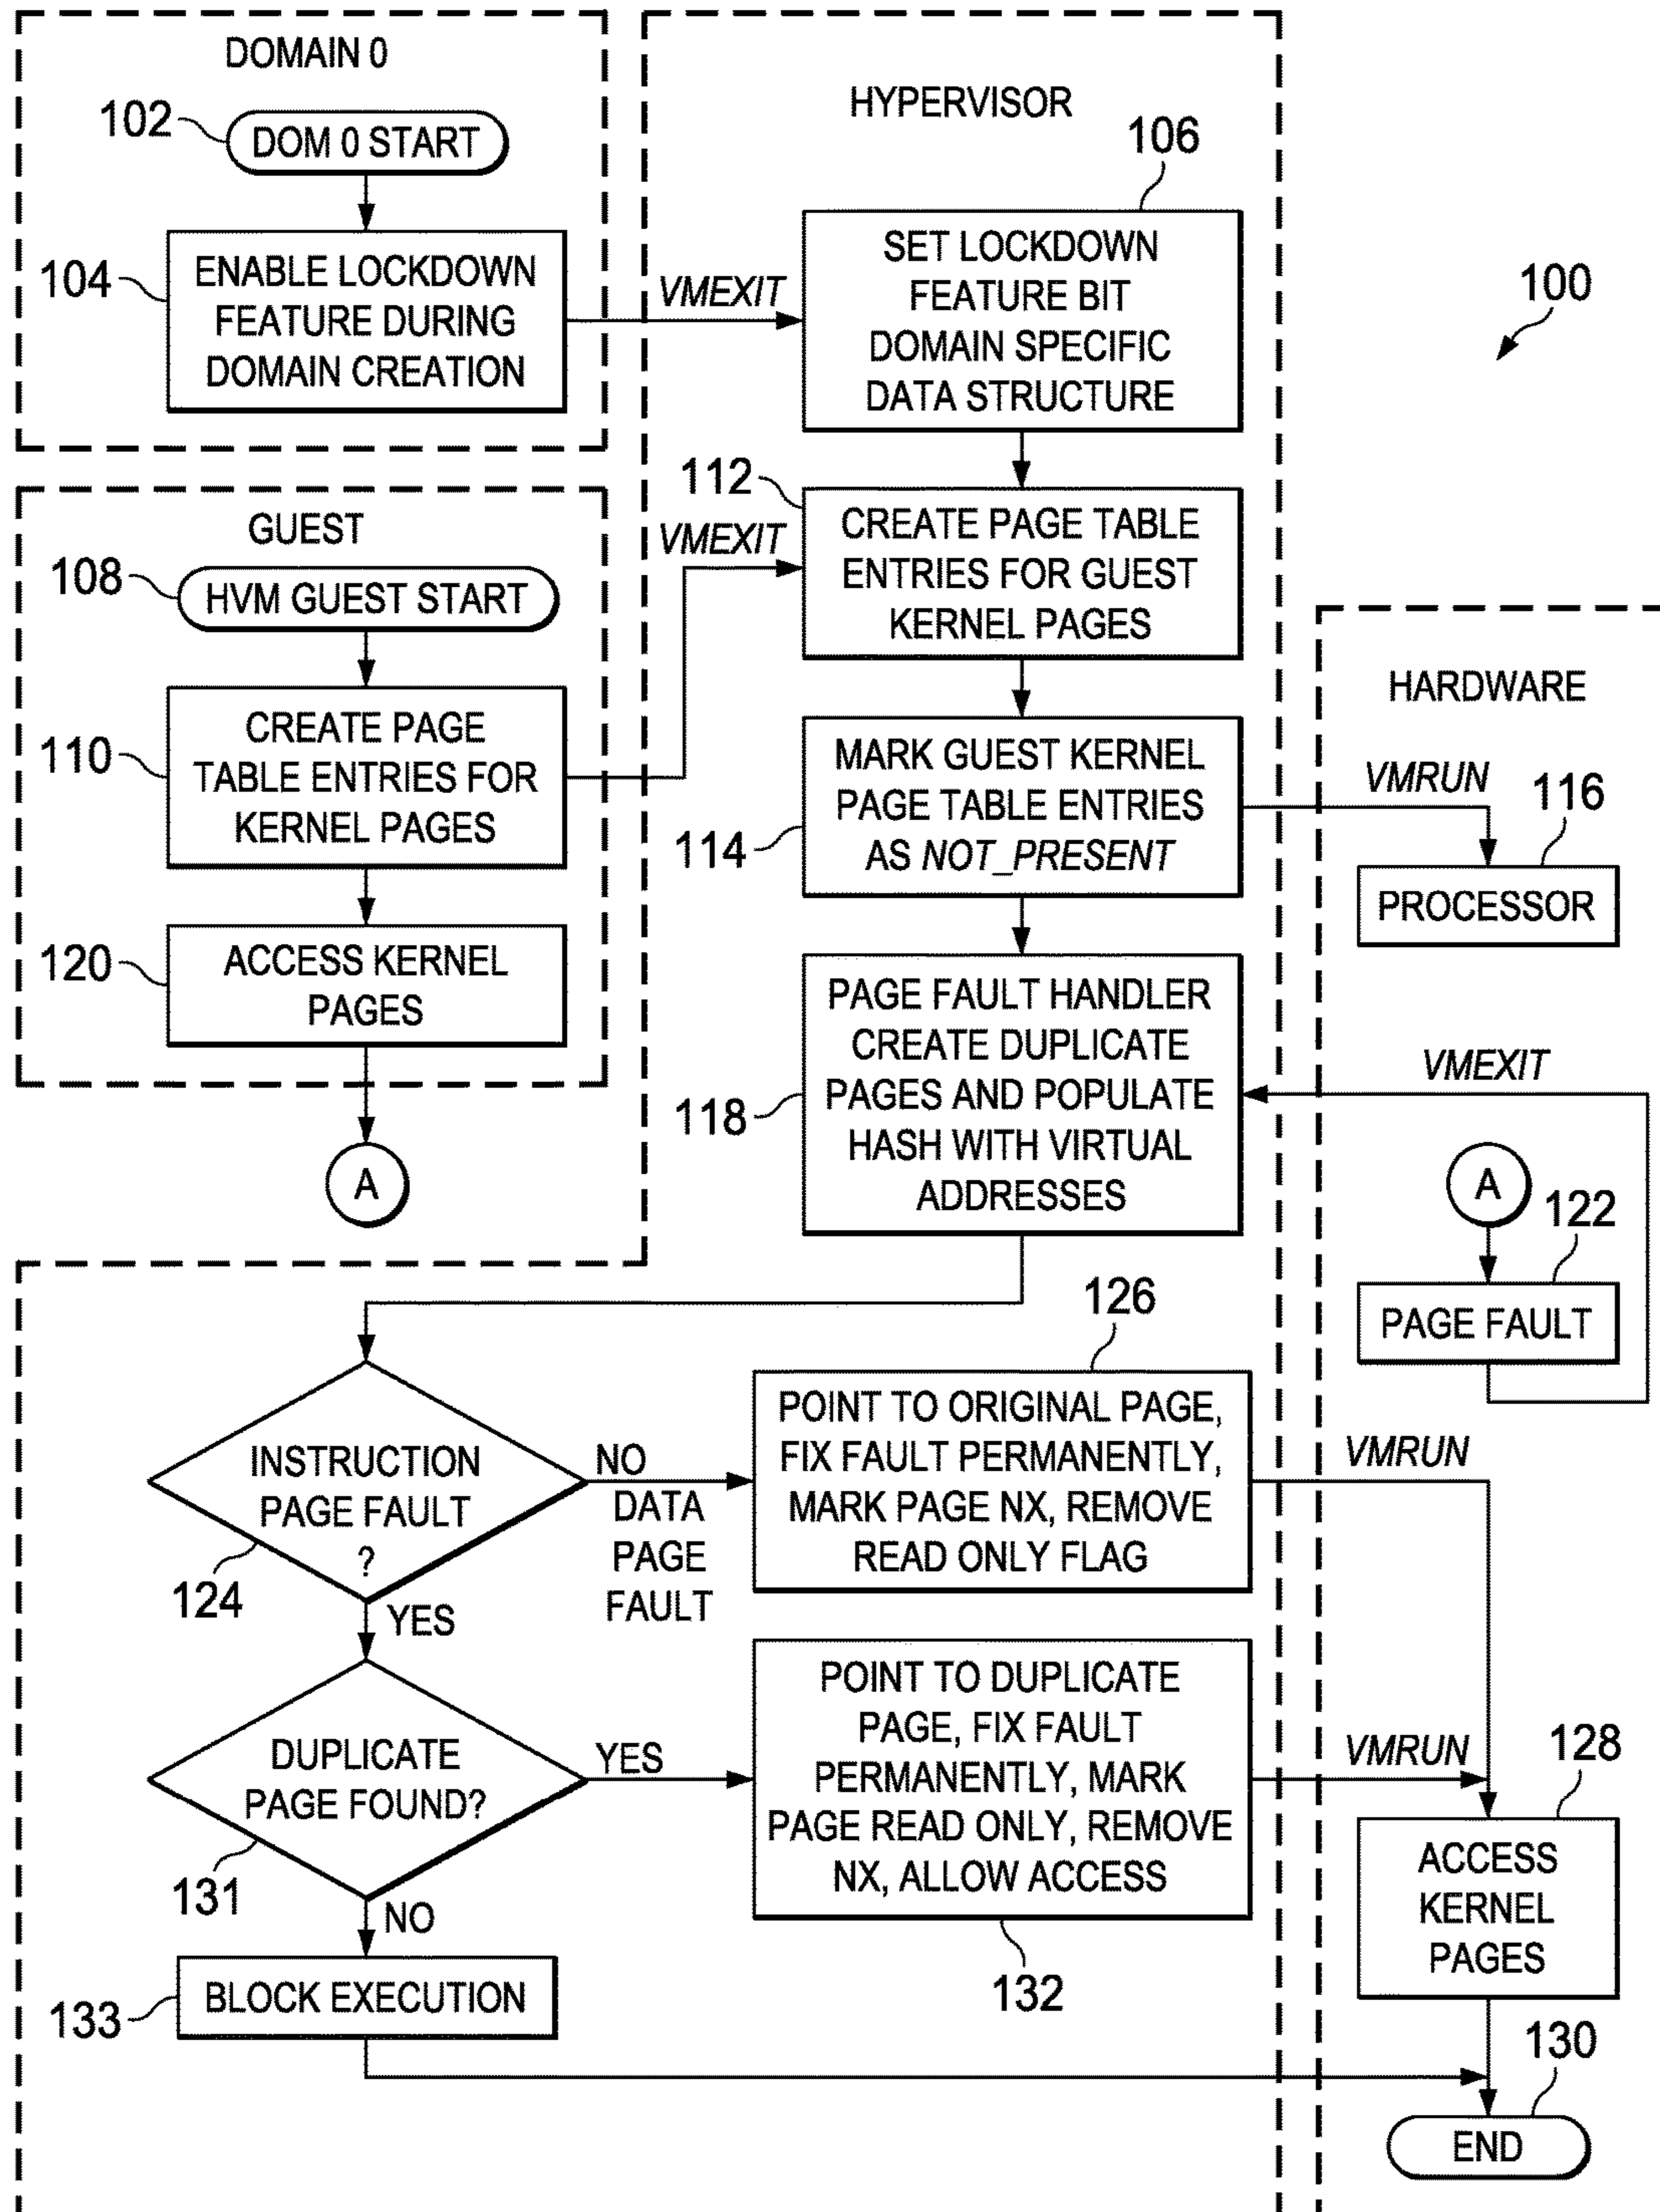 DOMAIN 0
102
DOM 0 START
104
ENABLE LOCKDOWN
FEATURE DURING
DOMAIN CREATION
VMEXIT
HYPERVISOR
106
SET LOCKDOWN
FEATURE BIT
DOMAIN SPECIFIC
DATA STRUCTURE
100
GUEST
108
HVM GUEST START
110
CREATE PAGE
TABLE ENTRIES FOR
KERNEL PAGES
120
ACCESS KERNEL
PAGES
A
112
VMEXIT
CREATE PAGE TABLE
ENTRIES FOR GUEST
KERNEL PAGES
114
MARK GUEST KERNEL
PAGE TABLE ENTRIES
AS NOT_PRESENT
118
PAGE FAULT HANDLER
CREATE DUPLICATE
PAGES AND POPULATE
HASH WITH VIRTUAL
ADDRESSES
HARDWARE
VMRUN
116
PROCESSOR
VMEXIT
A
122
PAGE FAULT
INSTRUCTION
PAGE FAULT
?
124
NO
DATA
PAGE
FAULT
YES
126
POINT TO ORIGINAL PAGE,
FIX FAULT PERMANENTLY,
MARK PAGE NX, REMOVE
READ ONLY FLAG
VMRUN
DUPLICATE
PAGE FOUND?
131
YES
NO
POINT TO DUPLICATE
PAGE, FIX FAULT
PERMANENTLY, MARK
PAGE READ ONLY, REMOVE
NX, ALLOW ACCESS
132
VMRUN
128
ACCESS
KERNEL
PAGES
133
BLOCK EXECUTION
130
END